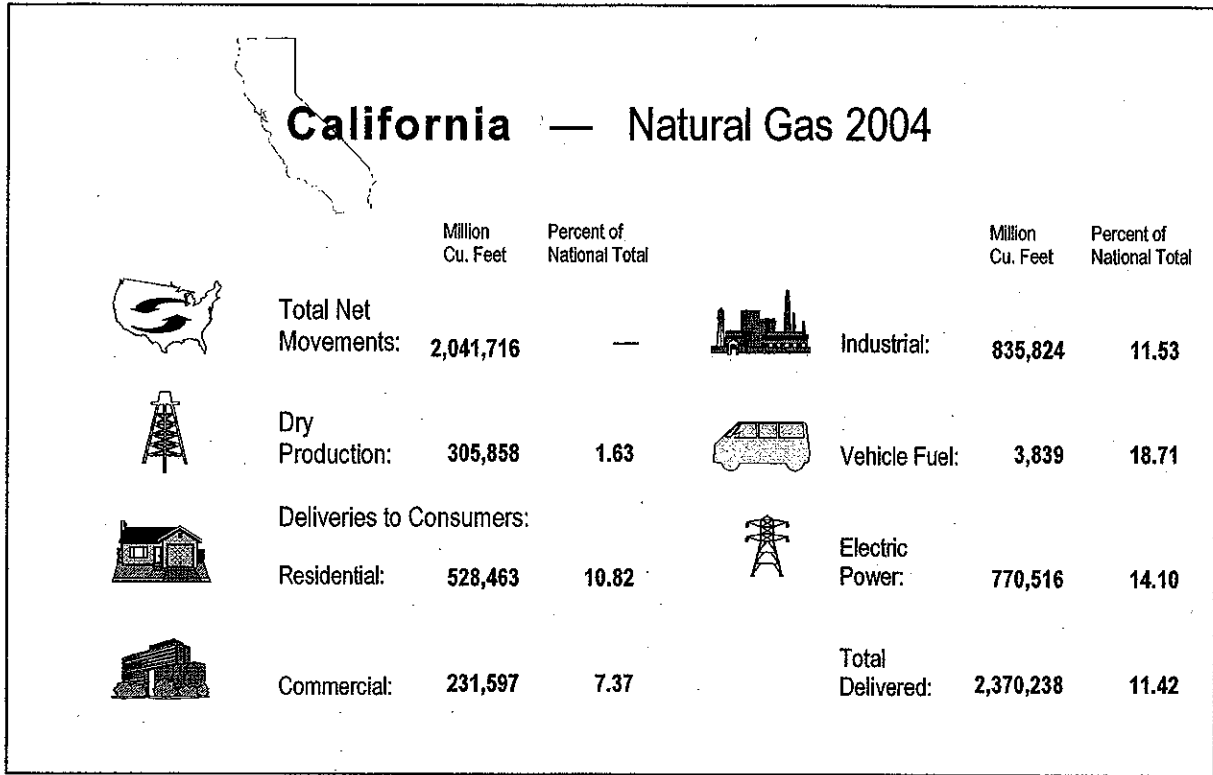 California — Natural Gas 2004
Million
Cu. Feet
Percent of
National Total
Total Net
Movements: 2,041,716 —
Dry
Production: 305,858 1.63
Deliveries to Consumers:
Residential: 528,463 10.82
Commercial: 231,597 7.37
Million
Cu. Feet
Percent of
National Total
Industrial: 835,824 11.53
Vehicle Fuel: 3,839 18.71
Electric
Power: 770,516 14.10
Total
Delivered: 2,370,238 11.42